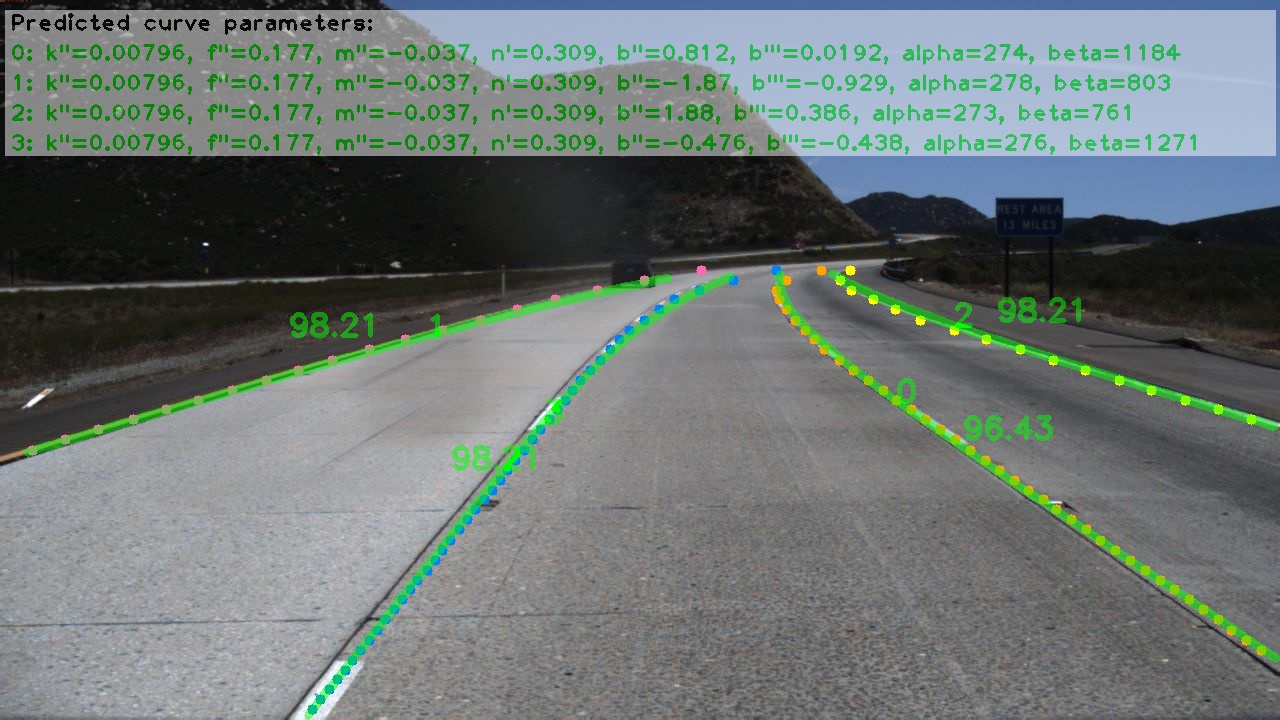 Predicted curve parameters:
0: k''=0.00796, f''=0.177, m''=-0.037, n'=0.309, b''=0.812, b'''=0.0192, alpha=274, beta=1184
1: k''=0.00796, f''=0.177, m''=-0.037, n'=0.309, b''=-1.87, b'''=-0.929, alpha=278, beta=803
2: k''=0.00796, f''=0.177, m''=-0.037, n'=0.309, b''=1.88, b'''=0.386, alpha=273, beta=761
3: k''=0.00796, f''=0.177, m''=-0.037, n'=0.309, b''=-0.476, b'''=-0.438, alpha=276, beta=1271
REST AREA
13 MILES
98.21 1
2 98.21
0
96.43